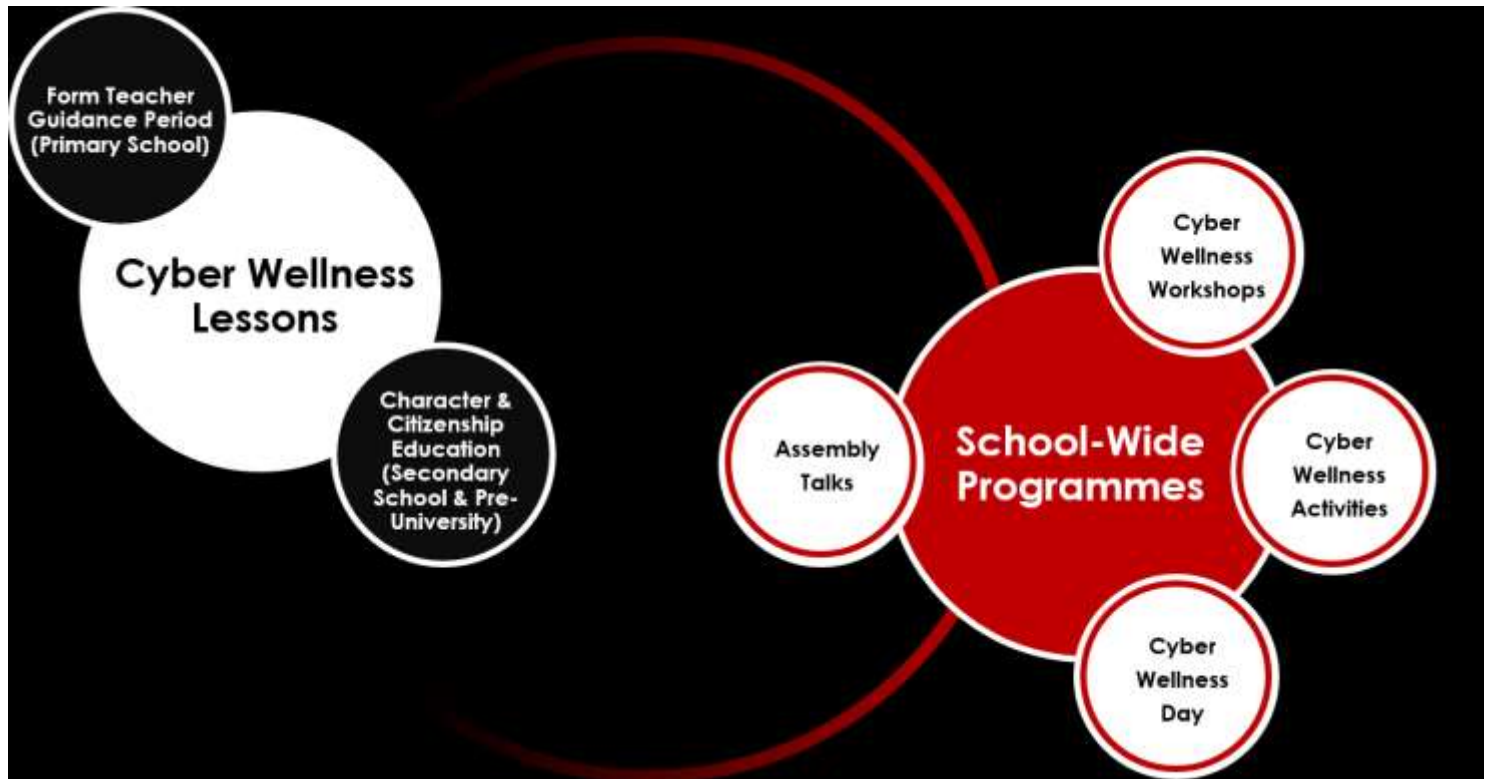 Form Teacher
Guidance Period
(Primary School)
Cyber Wellness
Lessons
Character &
Citizenship
Education
(Secondary
School & Pre-
University)
Cyber
Wellness
Workshops
Assembly
Talks
School-Wide
Programmes
Cyber
Wellness
Activities
Cyber
Wellness
Day